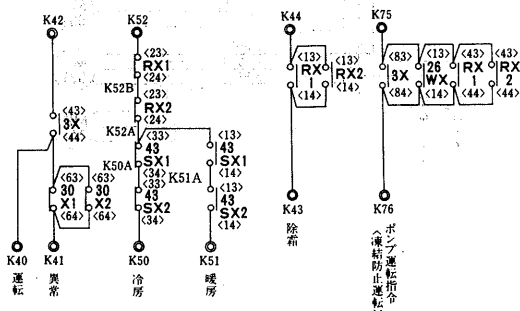 K42
K52
K44
K75
<23>
RX1
<24>
K52B
<23>
RX2
<24>
K52A
<43>
3X
<44>
<33>
43
SX1
<34>
K50A
<33>
43
SX2
<34>
<13>
43
SX1
<14>
K51A
<13>
43
SX2
<14>
<63>
30
X1
<64>
<63>
30
X2
<64>
<13>
RX
1
<14>
<13>
RX2
<14>
<83>
3X
<84>
<13>
26
WX
<14>
<43>
RX
1
<44>
<43>
RX
2
<44>
K43
K76
K40
K41
K50
K51
運転
異常
冷房
暖房
除霜
ポンプ運転指令
(凍結防止運転